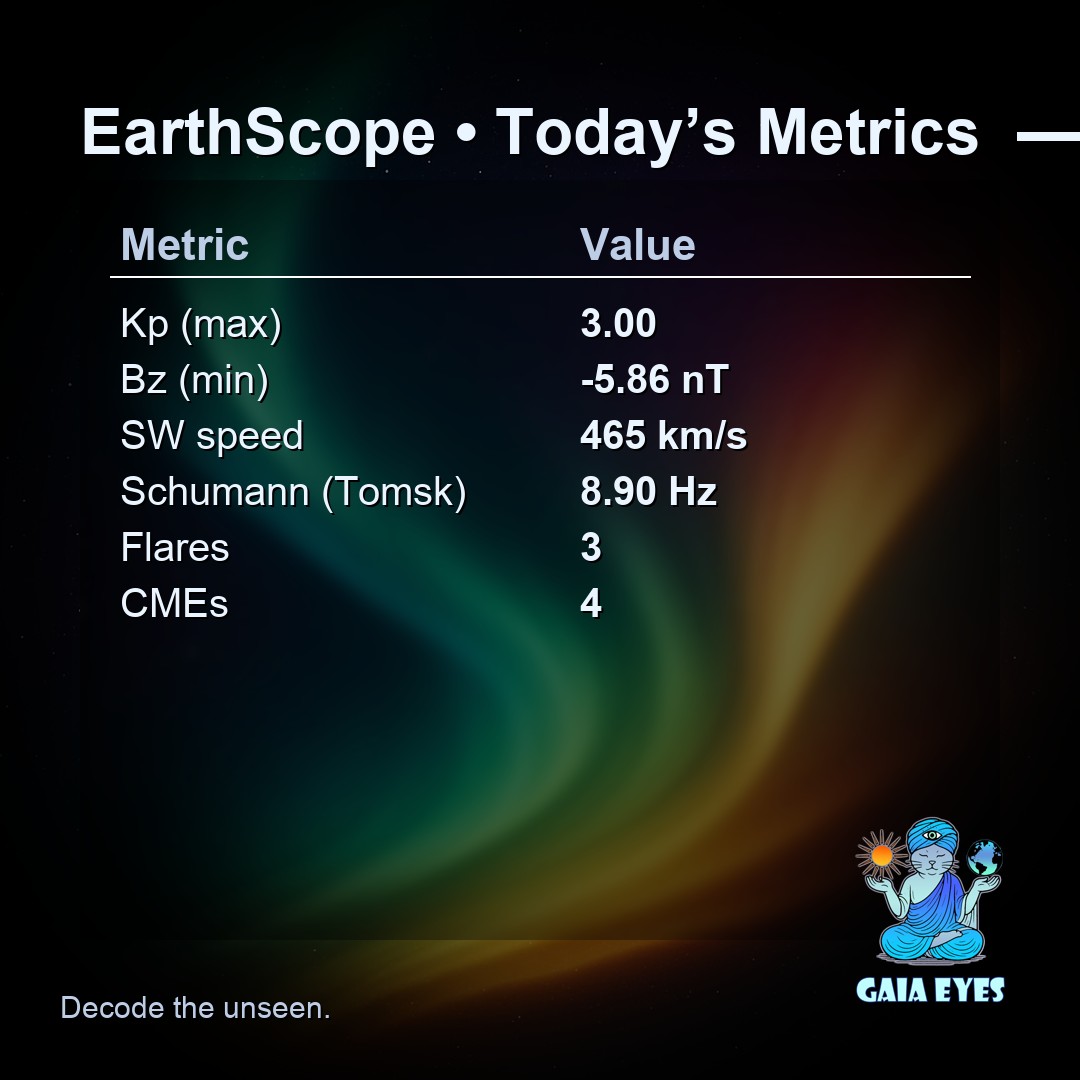 EarthScope • Today’s Metrics —
Metric Value
Kp (max) 3.00
Bz (min) -5.86 nT
SW speed 465 km/s
Schumann (Tomsk) 8.90 Hz
Flares 3
CMEs 4
GAIA EYES
Decode the unseen.